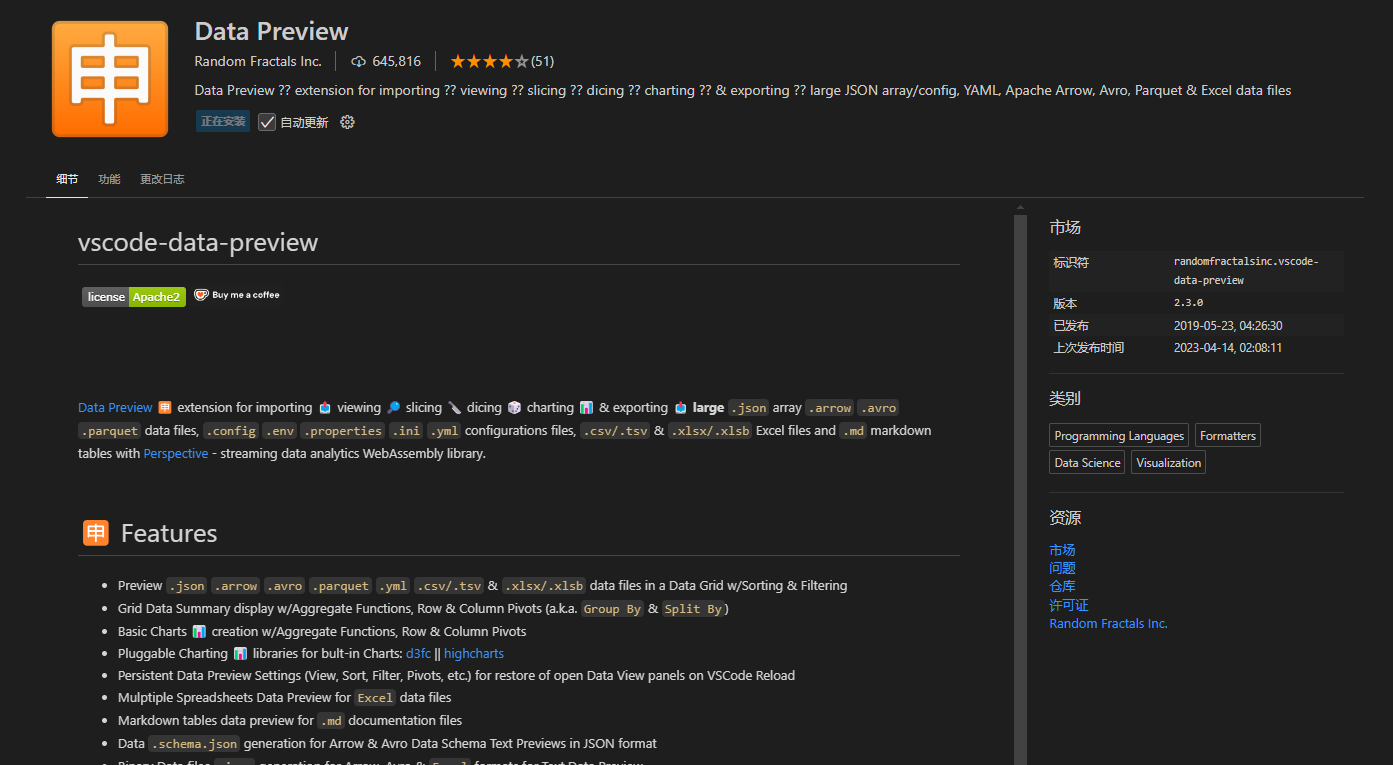 申
Data Preview
Random Fractals Inc. 645,816 (51)
Data Preview ⁇ extension for importing ⁇ viewing ⁇ slicing ⁇ dicing ⁇ charting ⁇ & exporting ⁇ large JSON array/config, YAML, Apache Arrow, Avro, Parquet & Excel data files
正在安装 自动更新
细节 功能 更改日志
vscode-data-preview
license Apache2 Buy me a coffee
Data Preview 🈸 extension for importing 📤 viewing 🔎 slicing 🔪 dicing 🎲 charting 📊 & exporting 📥 large .json array .arrow .avro
.parquet data files, .config .env .properties .ini .yml configurations files, .csv/.tsv & .xlsx/.xlsb Excel files and .md markdown
tables with Perspective - streaming data analytics WebAssembly library.
🈸 Features
• Preview .json .arrow .avro .parquet .yml .csv/.tsv & .xlsx/.xlsb data files in a Data Grid w/Sorting & Filtering
• Grid Data Summary display w/Aggregate Functions, Row & Column Pivots (a.k.a. Group By & Split By)
• Basic Charts 📊 creation w/Aggregate Functions, Row & Column Pivots
• Pluggable Charting 📊 libraries for bult-in Charts: d3fc || highcharts
• Persistent Data Preview Settings (View, Sort, Filter, Pivots, etc.) for restore of open Data View panels on VSCode Reload
• Mulptiple Spreadsheets Data Preview for Excel data files
• Markdown tables data preview for .md documentation files
• Data .schema.json generation for Arrow & Avro Data Schema Text Previews in JSON format
市场
标识符 randomfractalsinc.vscode-
data-preview
版本 2.3.0
已发布 2019-05-23, 04:26:30
上次发布时间 2023-04-14, 02:08:11
类别
Programming Languages Formatters
Data Science Visualization
资源
市场
问题
仓库
许可证
Random Fractals Inc.